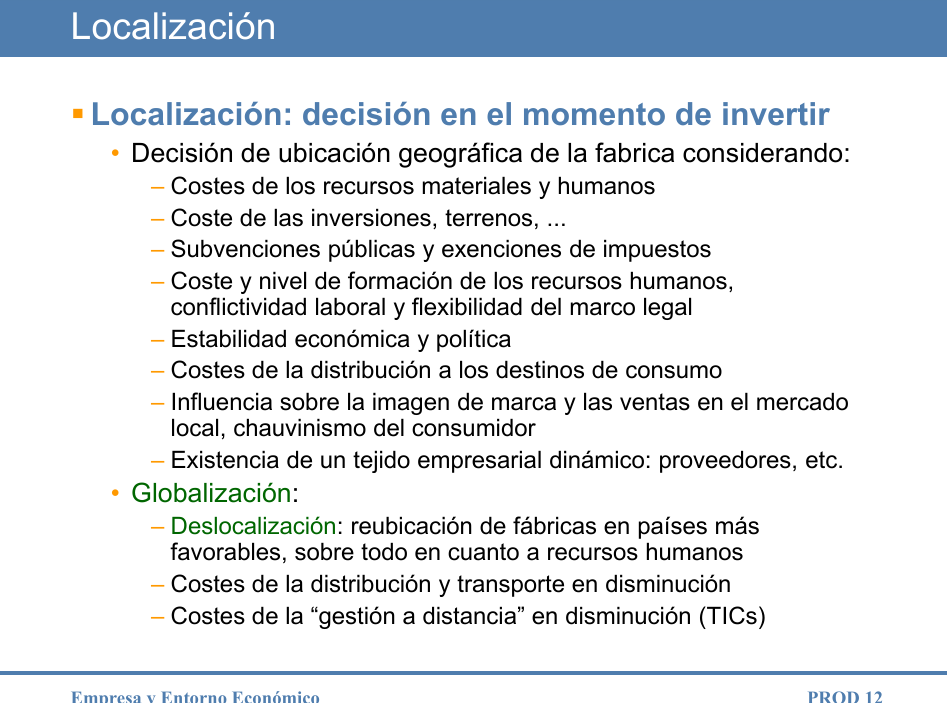 Localización
▪ Localización: decisión en el momento de invertir
• Decisión de ubicación geográfica de la fabrica considerando:
– Costes de los recursos materiales y humanos
– Coste de las inversiones, terrenos, ...
– Subvenciones públicas y exenciones de impuestos
– Coste y nivel de formación de los recursos humanos,
conflictividad laboral y flexibilidad del marco legal
– Estabilidad económica y política
– Costes de la distribución a los destinos de consumo
– Influencia sobre la imagen de marca y las ventas en el mercado
local, chauvinismo del consumidor
– Existencia de un tejido empresarial dinámico: proveedores, etc.
• Globalización:
– Deslocalización: reubicación de fábricas en países más
favorables, sobre todo en cuanto a recursos humanos
– Costes de la distribución y transporte en disminución
– Costes de la “gestión a distancia” en disminución (TICs)
Empresa y Entorno Económico
PROD 12